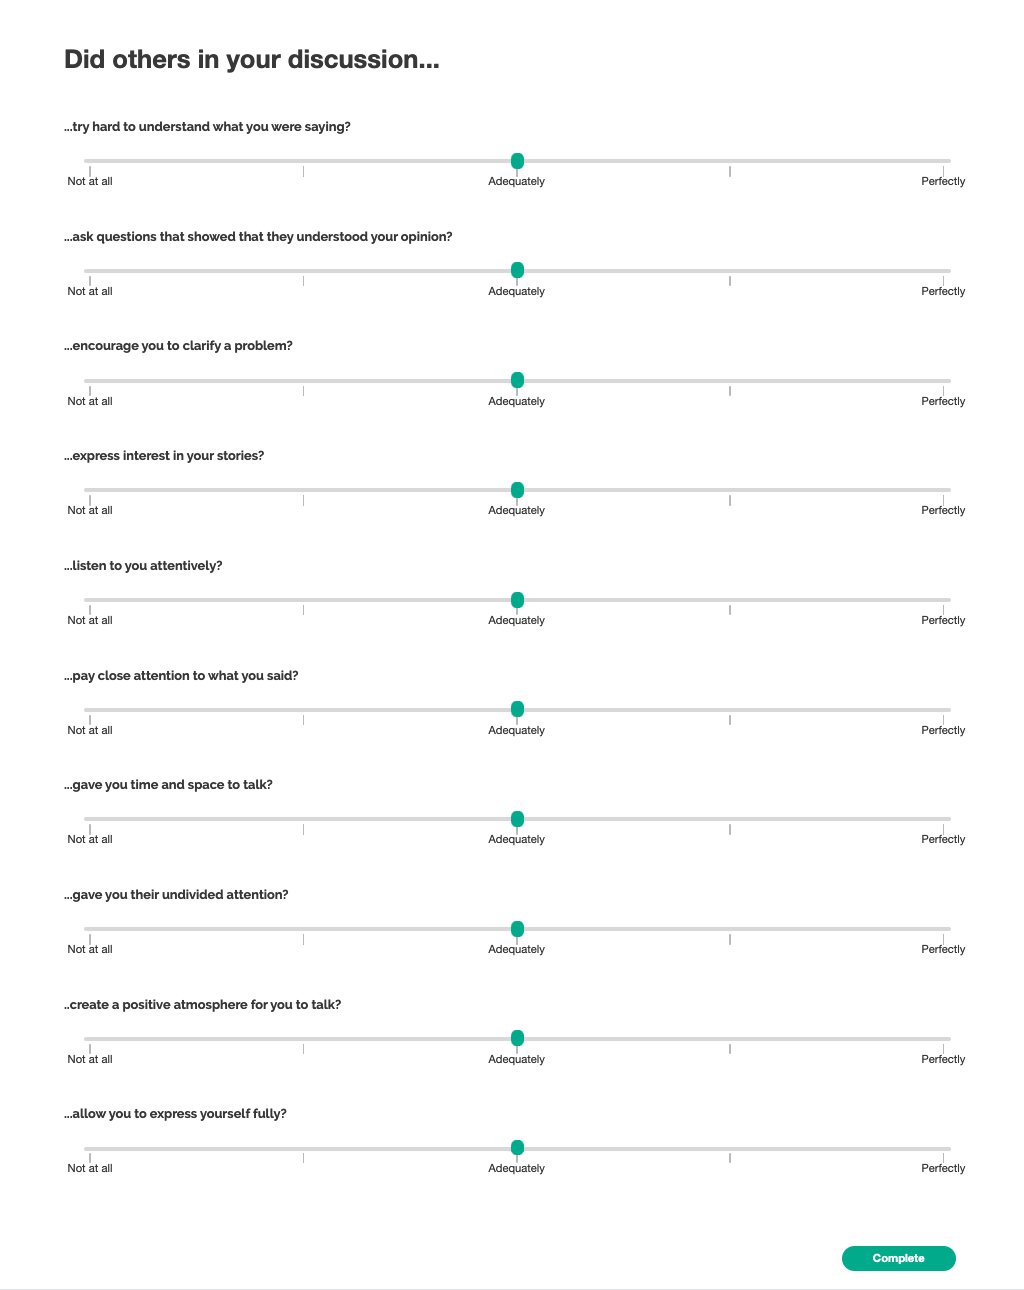 Did others in your discussion...
...try hard to understand what you were saying?
Not at all Adequately Perfectly
...ask questions that showed that they understood your opinion?
Not at all Adequately Perfectly
...encourage you to clarify a problem?
Not at all Adequately Perfectly
...express interest in your stories?
Not at all Adequately Perfectly
...listen to you attentively?
Not at all Adequately Perfectly
...pay close attention to what you said?
Not at all Adequately Perfectly
...gave you time and space to talk?
Not at all Adequately Perfectly
...gave you their undivided attention?
Not at all Adequately Perfectly
..create a positive atmosphere for you to talk?
Not at all Adequately Perfectly
...allow you to express yourself fully?
Not at all Adequately Perfectly
Complete